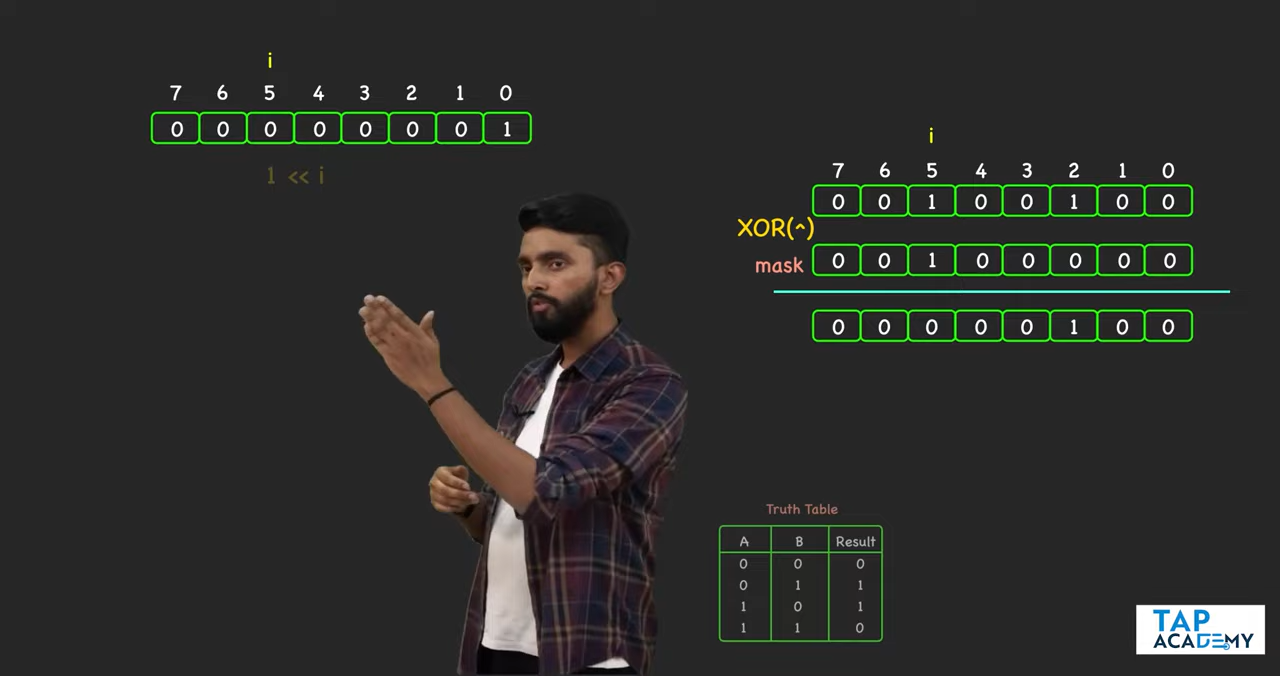 i
7 6 5 4 3 2 1 0
0 0 0 0 0 0 0 1
1 << i
i
7 6 5 4 3 2 1 0
0 0 1 0 0 1 0 0
XOR(^)
mask 0 0 1 0 0 0 0 0
0 0 0 0 0 1 0 0
Truth Table
A B Result
0 0 0
0 1 1
1 0 1
1 1 0
TAP
ACADEMY